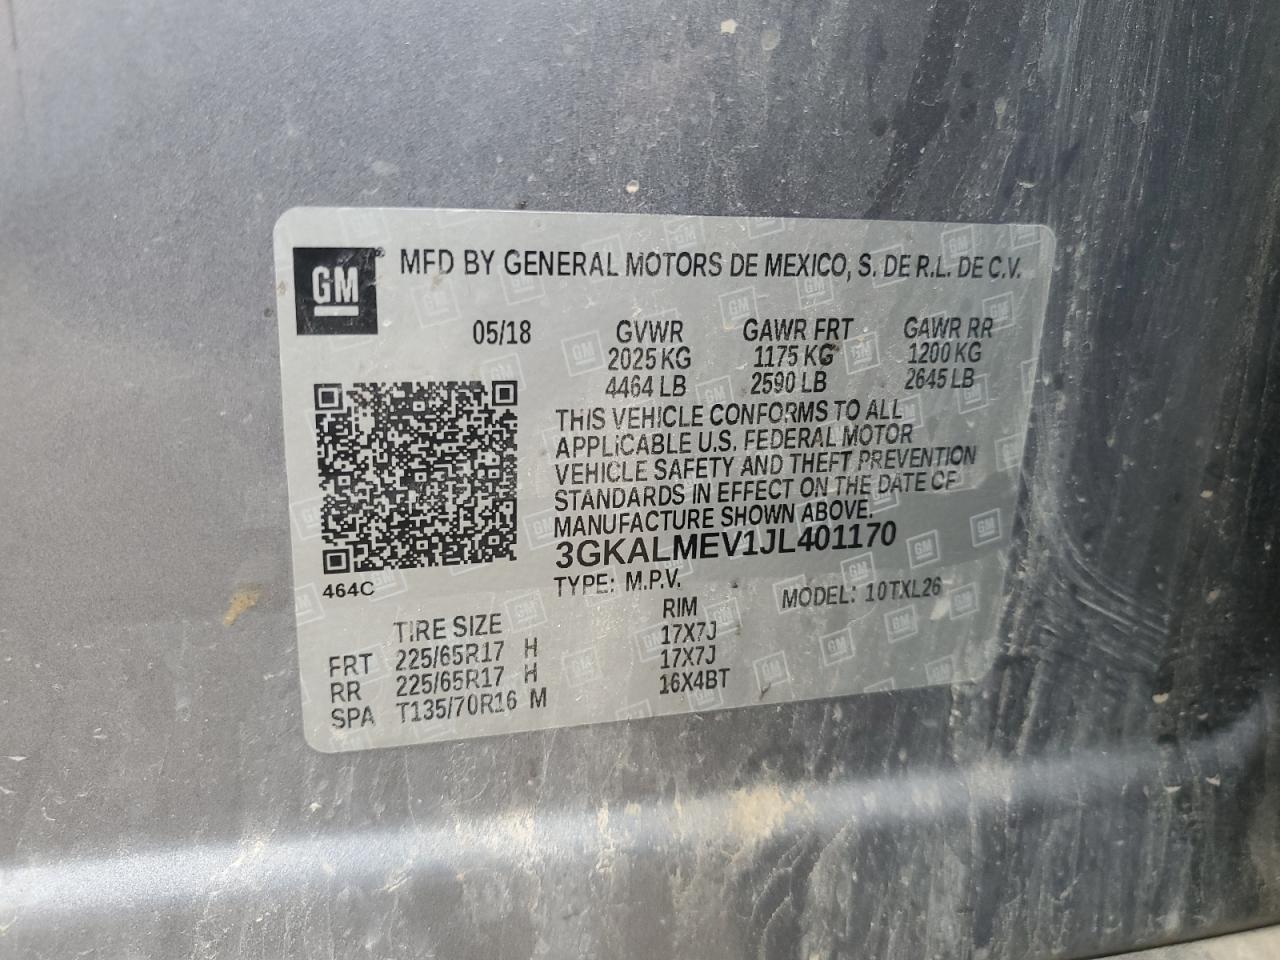 GM
MFD BY GENERAL MOTORS DE MEXICO, S. DE R.L. DE C.V.
05/18 GVWR GAWR FRT GAWR RR
2025 KG 1175 KG 1200 KG
4464 LB 2590 LB 2645 LB
THIS VEHICLE CONFORMS TO ALL
APPLICABLE U.S. FEDERAL MOTOR
VEHICLE SAFETY AND THEFT PREVENTION
STANDARDS IN EFFECT ON THE DATE OF
MANUFACTURE SHOWN ABOVE.
3GKALMEV1JL401170
464C TYPE: M.P.V. MODEL: 10TXL26
TIRE SIZE RIM
FRT 225/65R17 H 17X7J
RR 225/65R17 H 17X7J
SPA T135/70R16 M 16X4BT